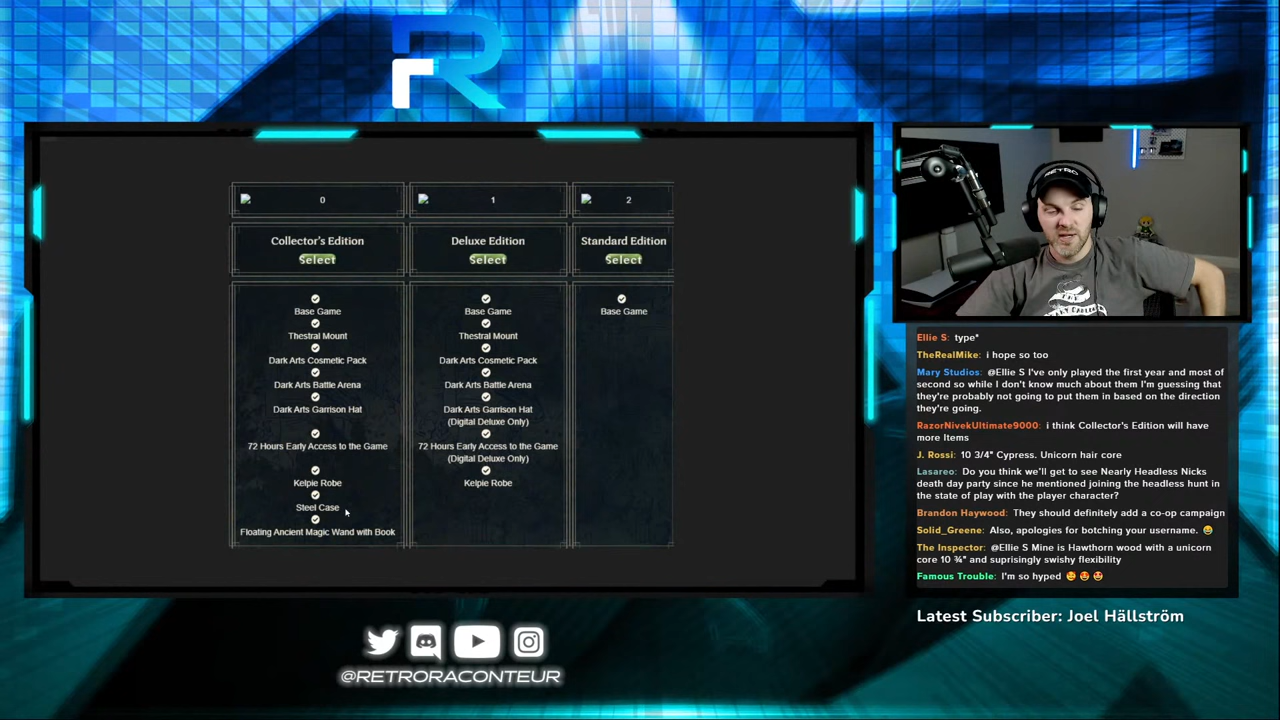 0
1
2
Collector's Edition
Select
Deluxe Edition
Select
Standard Edition
Select
Base Game
Thestral Mount
Dark Arts Cosmetic Pack
Dark Arts Battle Arena
Dark Arts Garrison Hat
72 Hours Early Access to the Game
Kelpie Robe
Steel Case
Floating Ancient Magic Wand with Book
Base Game
Thestral Mount
Dark Arts Cosmetic Pack
Dark Arts Battle Arena
Dark Arts Garrison Hat
(Digital Deluxe Only)
72 Hours Early Access to the Game
(Digital Deluxe Only)
Kelpie Robe
Base Game
RETRO
Ellie S: type*
TheRealMike: i hope so too
Mary Studios: @Ellie S I've only played the first year and most of
second so while I don't know much about them I'm guessing that
they're probably not going to put them in based on the direction
they're going.
RazorNivekUltimate9000: i think Collector's Edition will have
more Items
J. Rossi: 10 3/4" Cypress. Unicorn hair core
Lasareo: Do you think we'll get to see Nearly Headless Nicks
death day party since he mentioned joining the headless hunt in
the state of play with the player character?
Brandon Haywood: They should definitely add a co-op campaign
Solid_Greene: Also, apologies for botching your username. 😅
The Inspector: @Ellie S Mine is Hawthorn wood with a unicorn
core 10 ¾" and suprisingly swishy flexibility
Famous Trouble: I'm so hyped 🥰 😍 😍
Latest Subscriber: Joel Hällström
@RETRORACONTEUR